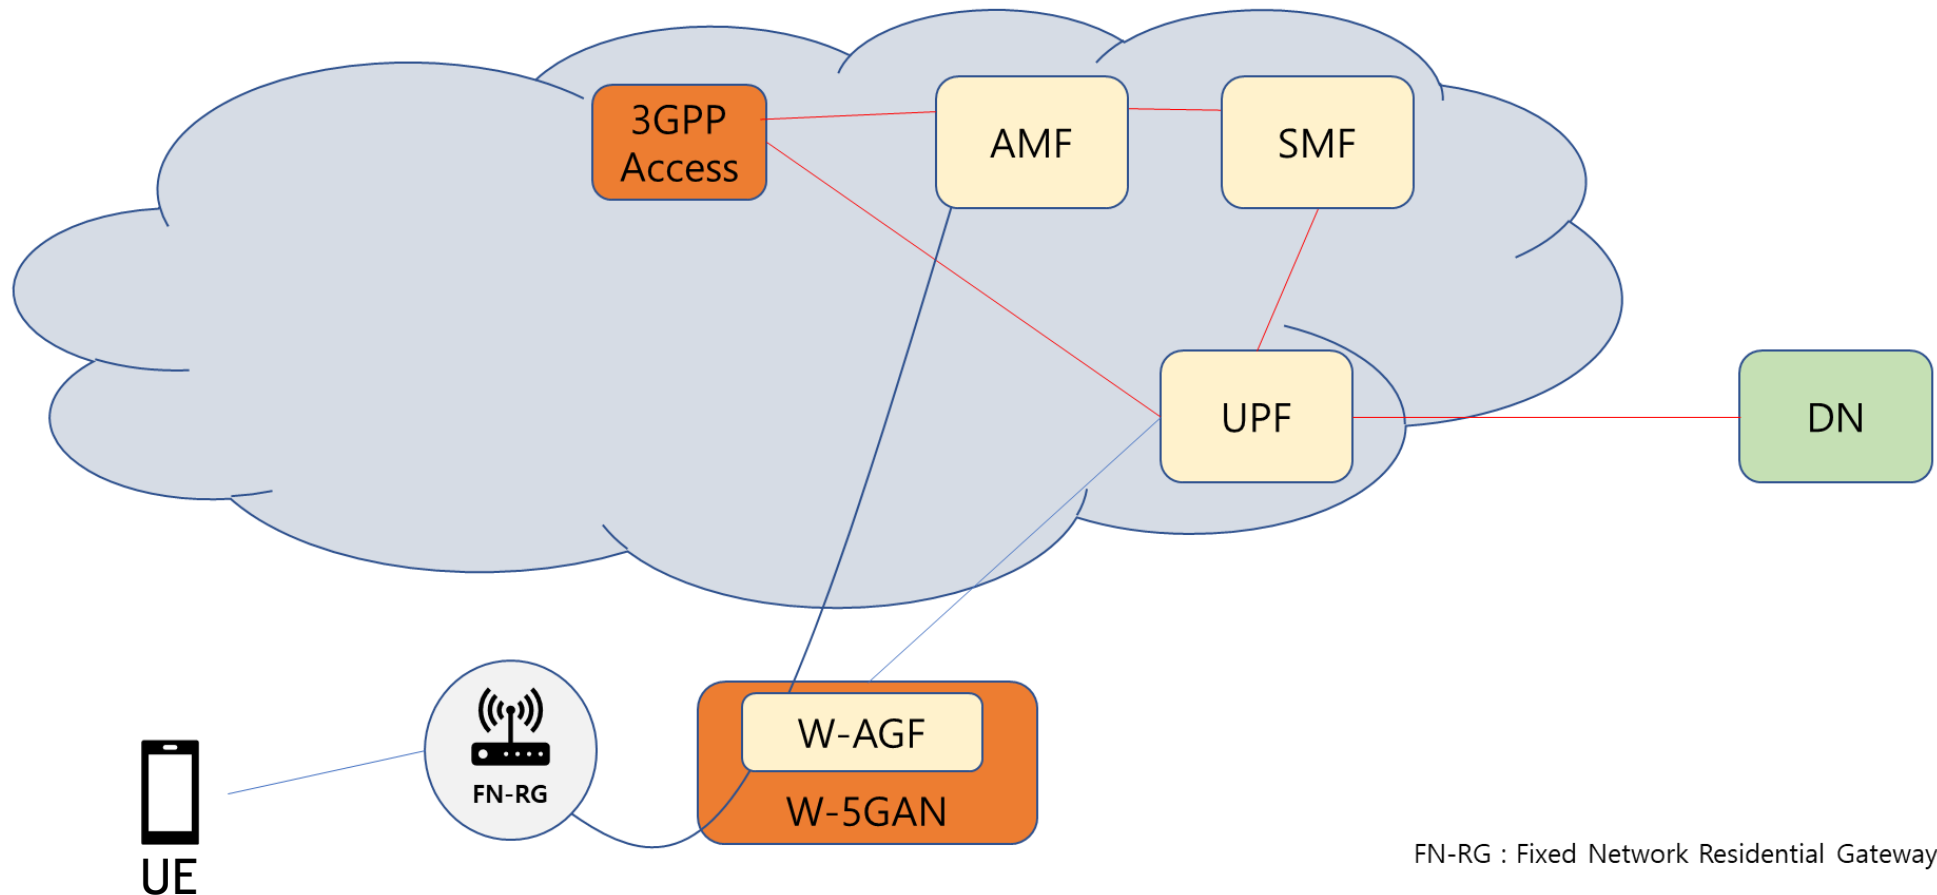 3GPP
Access
AMF
SMF
UPF
DN
W-AGF
W-5GAN
FN-RG
UE
FN-RG : Fixed Network Residential Gateway